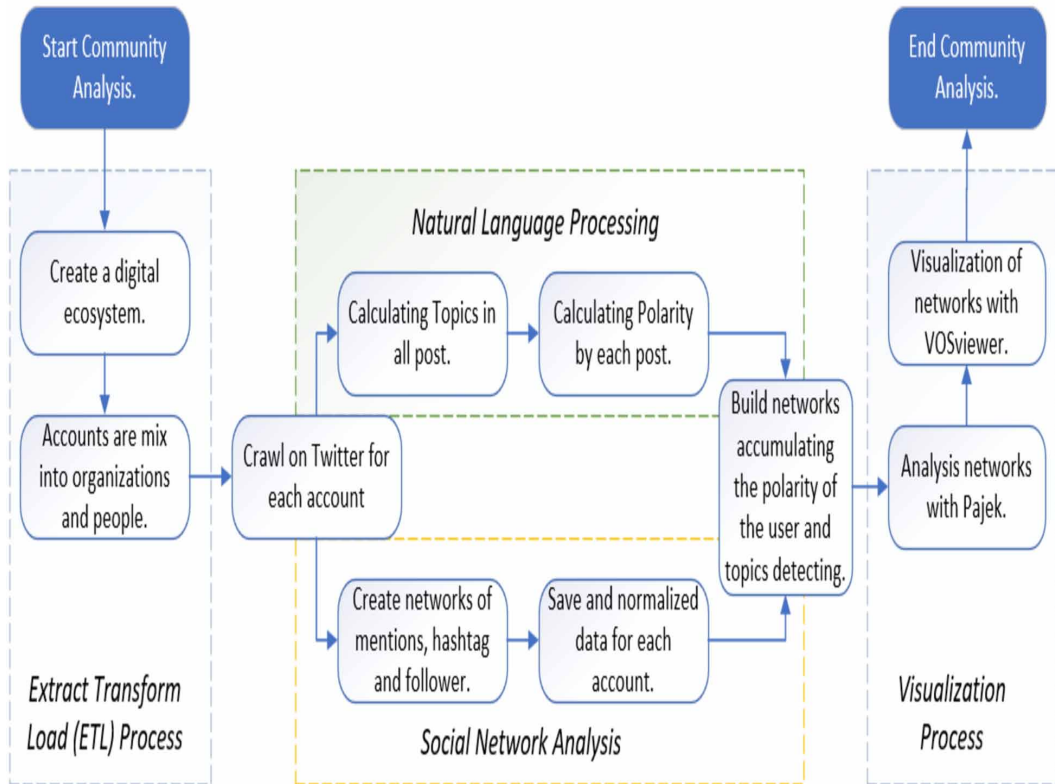 Start Community
Analysis.
End Community
Analysis.
Natural Language Processing
Create a digital
ecosystem.
Calculating Topics in
all post.
Calculating Polarity
by each post.
Visualization of
networks with
VOSviewer.
Accounts are mix
into organizations
and people.
Crawl on Twitter for
each account
Build networks
accumulating
the polarity of
the user and
topics detecting.
Analysis networks
with Pajek.
Create networks of
mentions, hashtag
and follower.
Save and normalized
data for each
account.
Extract Transform
Load (ETL) Process
Social Network Analysis
Visualization
Process